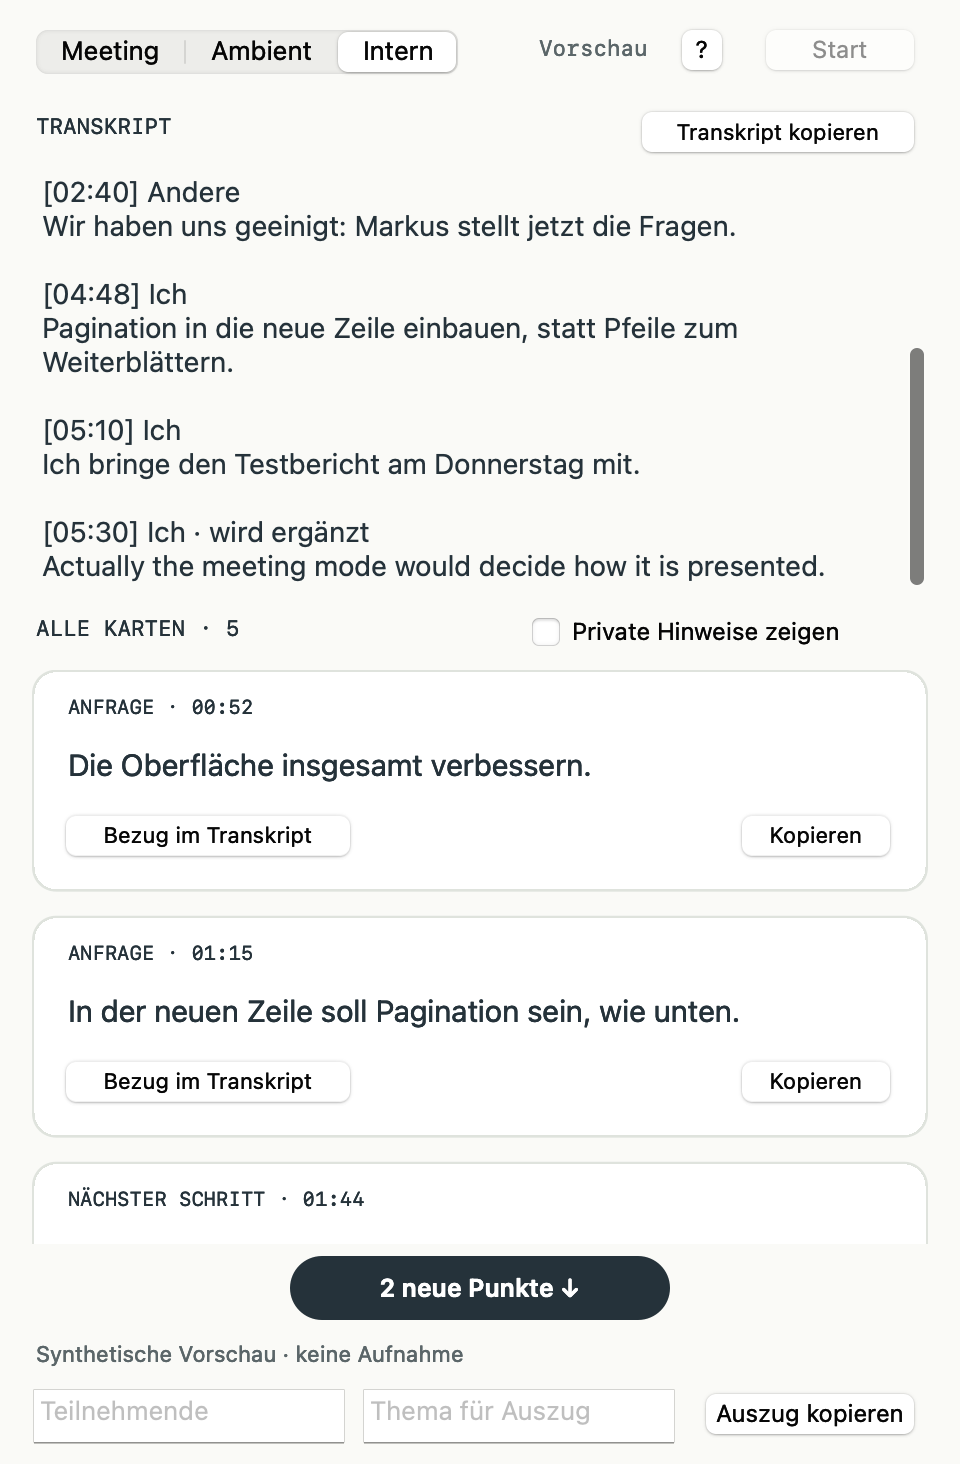 Meeting Ambient Intern Vorschau ? Start
TRANSKRIPT Transkript kopieren
[02:40] Andere
Wir haben uns geeinigt: Markus stellt jetzt die Fragen.
[04:48] Ich
Pagination in die neue Zeile einbauen, statt Pfeile zum
Weiterblättern.
[05:10] Ich
Ich bringe den Testbericht am Donnerstag mit.
[05:30] Ich · wird ergänzt
Actually the meeting mode would decide how it is presented.
ALLE KARTEN · 5 Private Hinweise zeigen
ANFRAGE · 00:52
Die Oberfläche insgesamt verbessern.
Bezug im Transkript Kopieren
ANFRAGE · 01:15
In der neuen Zeile soll Pagination sein, wie unten.
Bezug im Transkript Kopieren
NÄCHSTER SCHRITT · 01:44
2 neue Punkte ↓
Synthetische Vorschau · keine Aufnahme
Teilnehmende Thema für Auszug Auszug kopieren